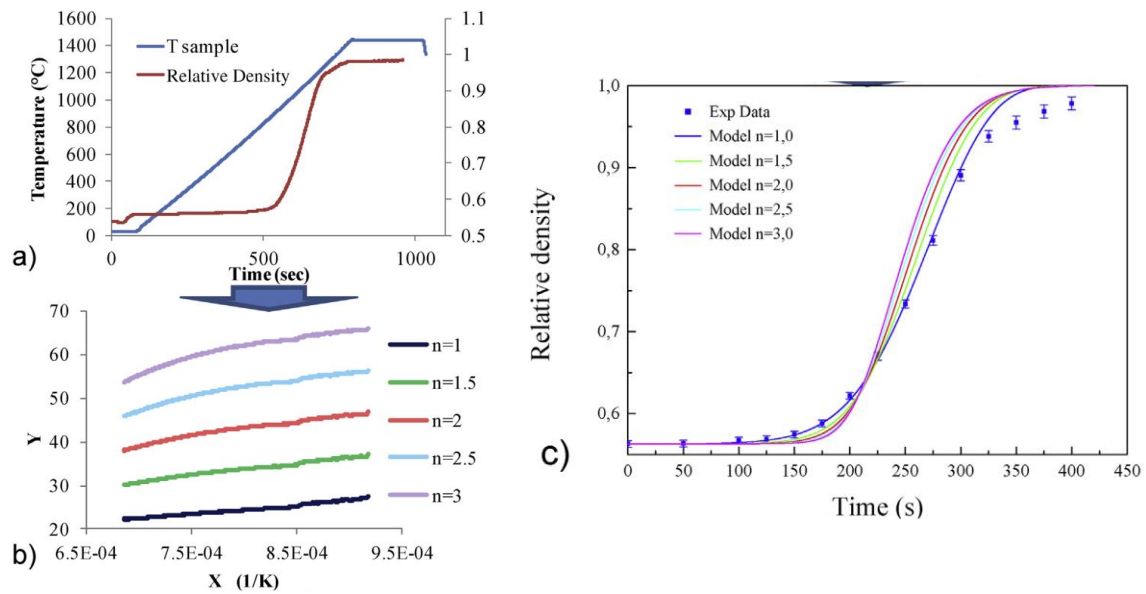 1600
1400
1200
1000
800
600
400
200
0
Temperature (°C)
1.1
1
0.9
0.8
0.7
0.6
0.5
T sample
Relative Density
0 500 1000
Time (sec)
a)
70
60
50
40
30
20
Y
n=1
n=1.5
n=2
n=2.5
n=3
6.5E-04 7.5E-04 8.5E-04 9.5E-04
X (1/K)
b)
1,0
0,9
0,8
0,7
0,6
Relative density
Exp Data
Model n=1,0
Model n=1,5
Model n=2,0
Model n=2,5
Model n=3,0
0 50 100 150 200 250 300 350 400 450
Time (s)
c)